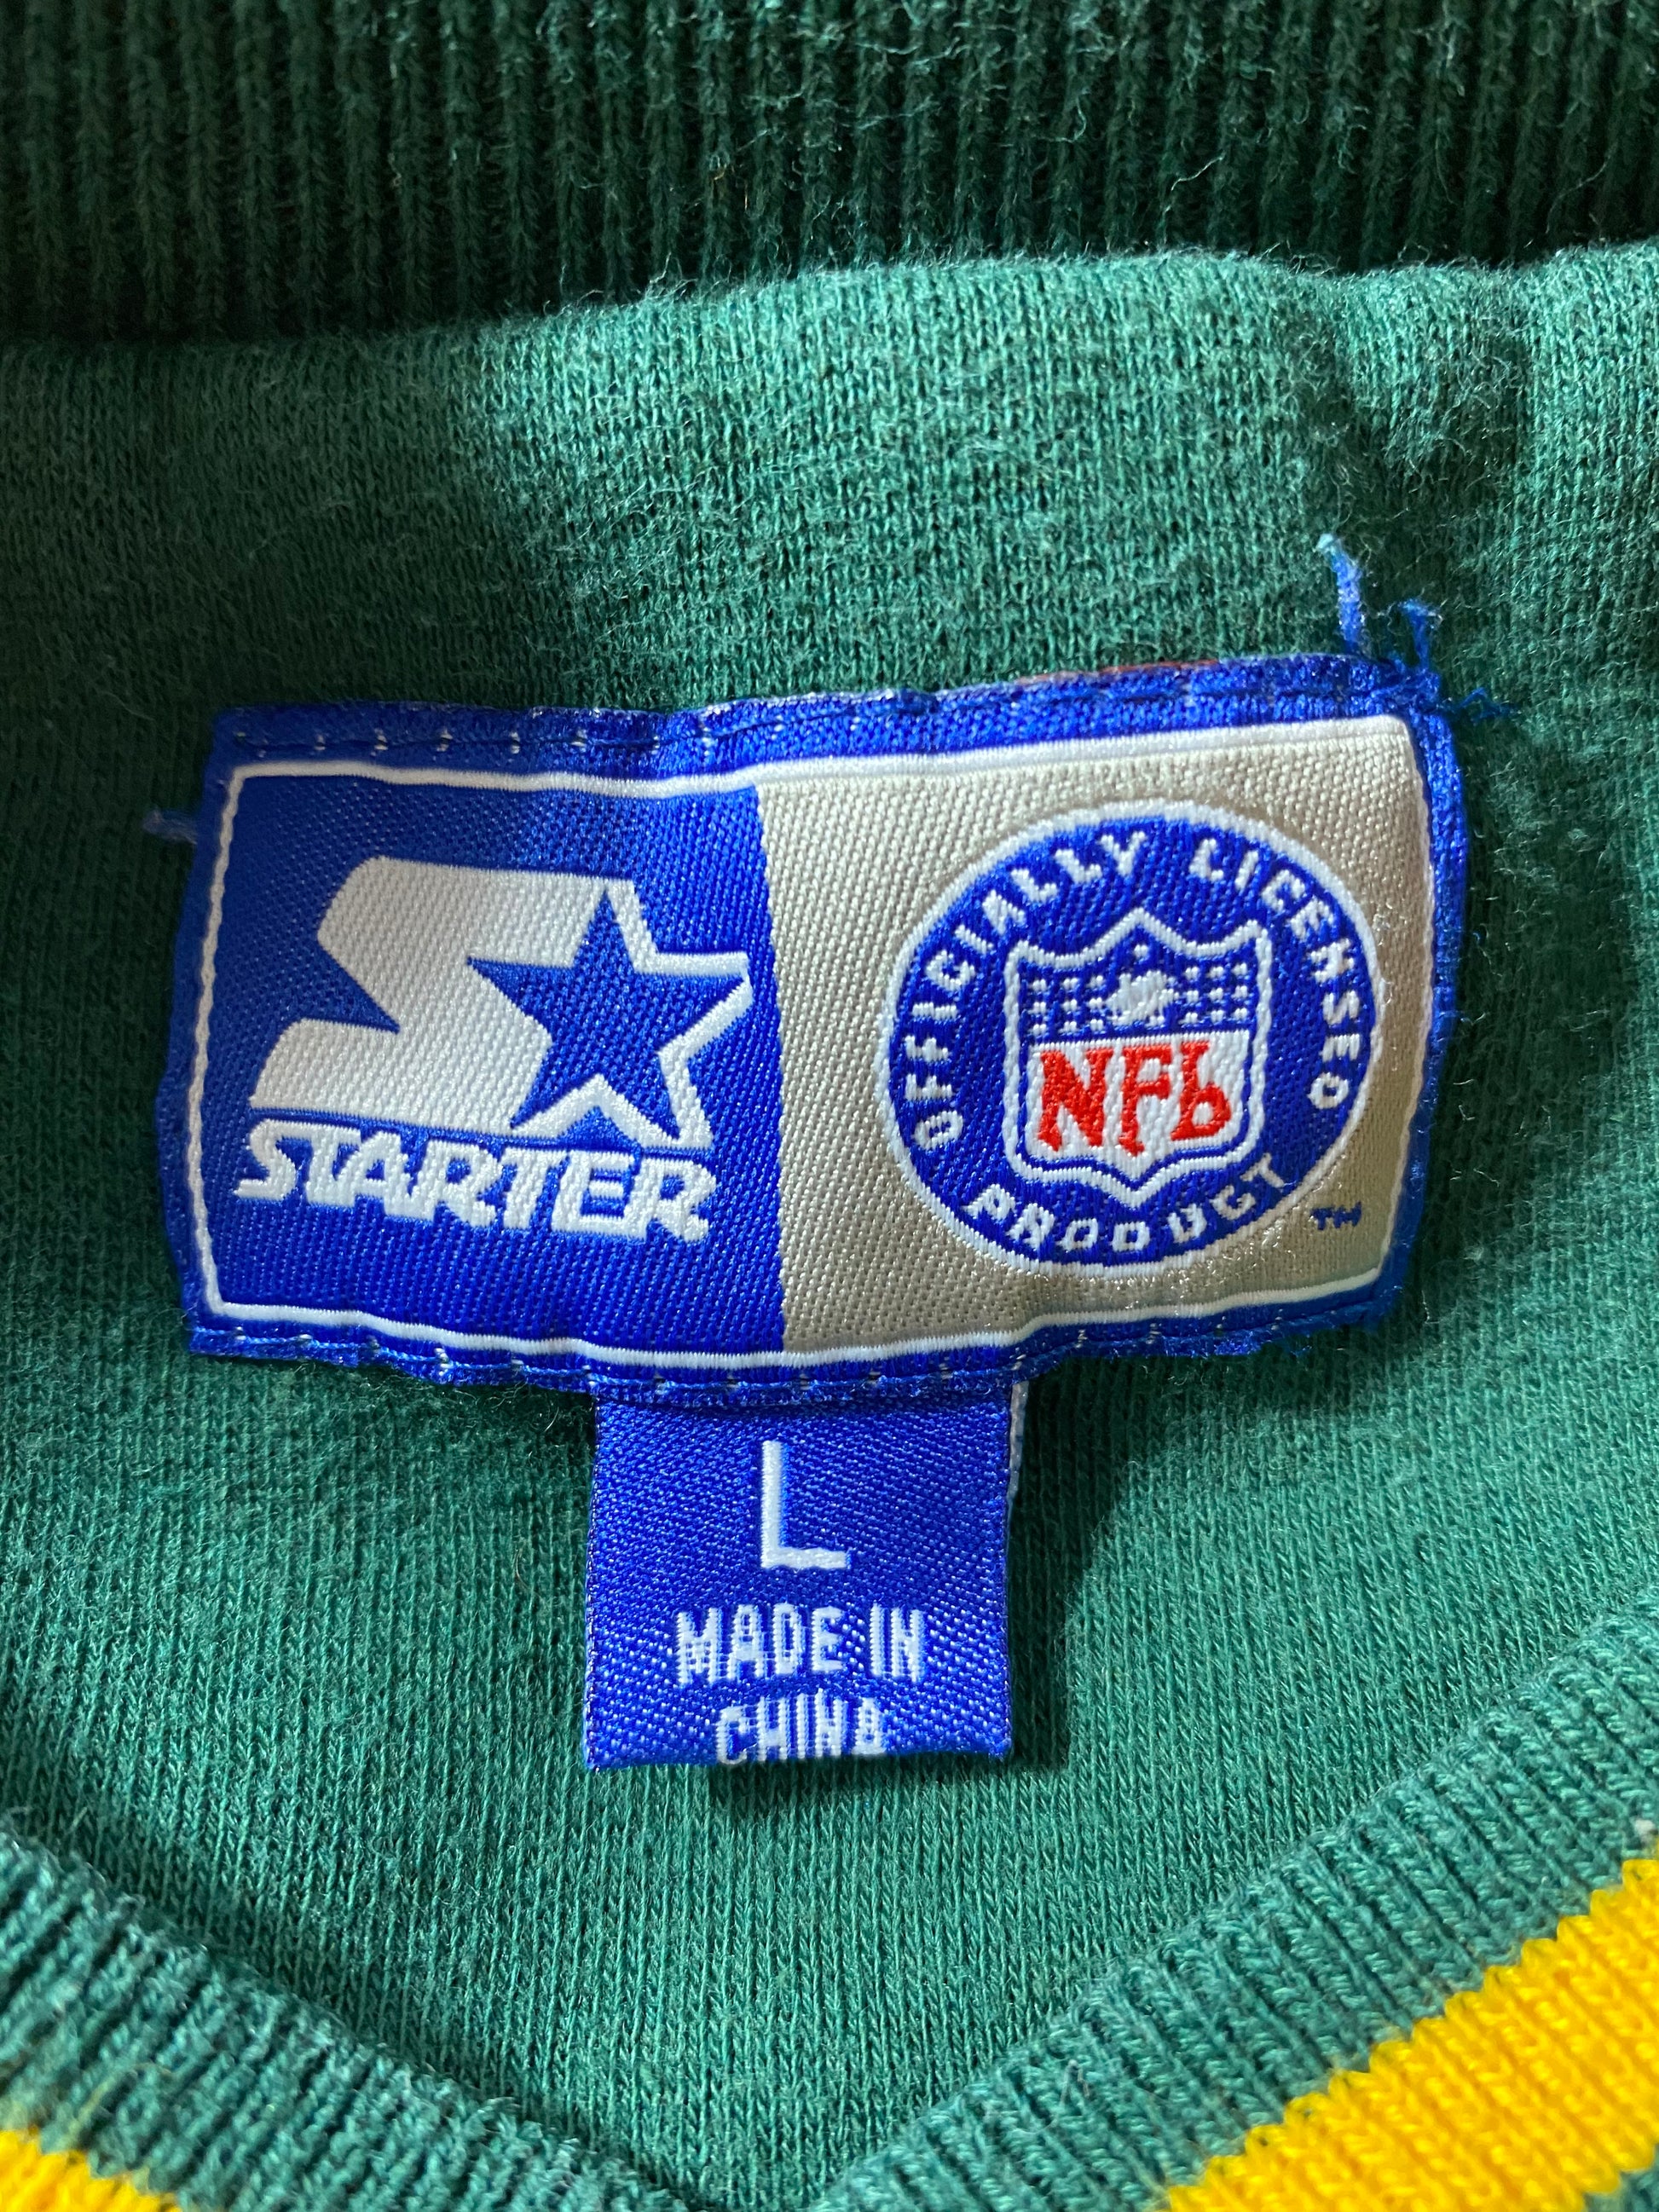 STARTER
OFFICIALLY LICENSED
NFL
PRODUCT
TM
L
MADE IN
CHINA